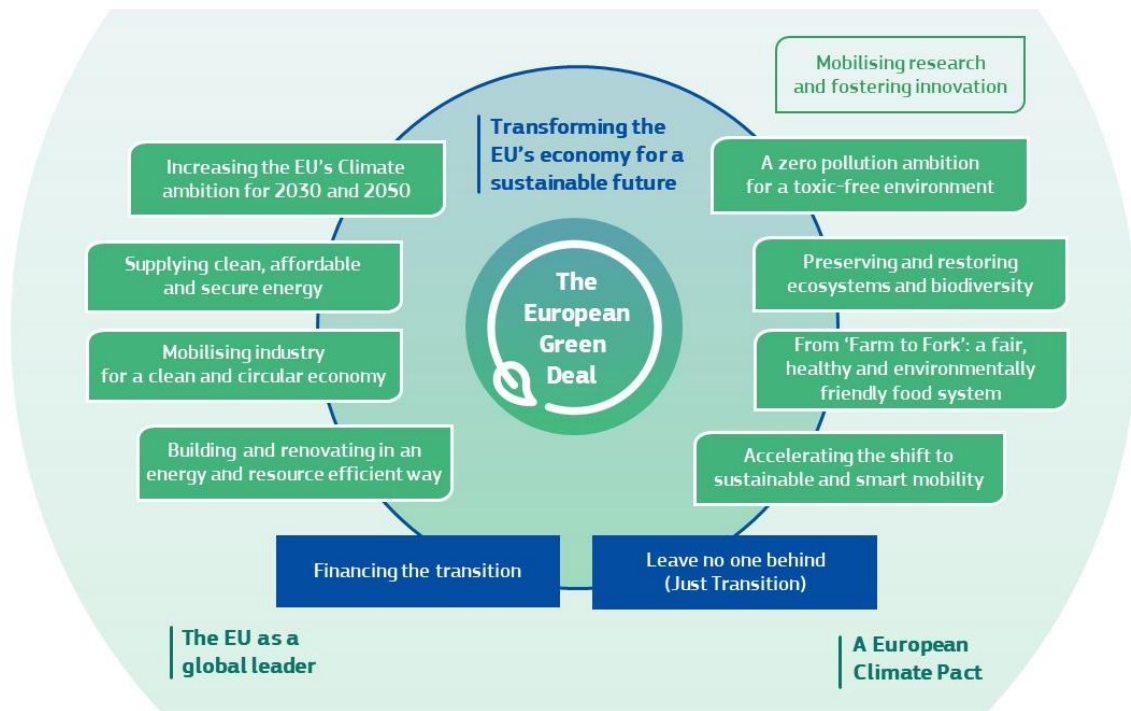 Mobilising research
and fostering innovation
Transforming the
EU's economy for a
sustainable future
Increasing the EU's Climate
ambition for 2030 and 2050
A zero pollution ambition
for a toxic-free environment
Supplying clean, affordable
and secure energy
Preserving and restoring
ecosystems and biodiversity
The
European
Green
Deal
Mobilising industry
for a clean and circular economy
From ‘Farm to Fork’: a fair,
healthy and environmentally
friendly food system
Building and renovating in an
energy and resource efficient way
Accelerating the shift to
sustainable and smart mobility
Financing the transition
Leave no one behind
(Just Transition)
The EU as a
global leader
A European
Climate Pact